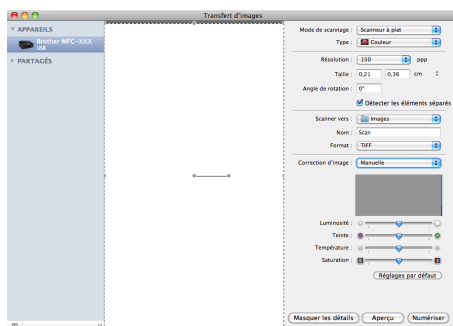 Transfert d'images
APPAREILS
Brother MFC-XXX
USB
PARTAGÉS
Mode de scannage : Scanneur à plat
Type : Couleur
Résolution : 150 ppp
Taille : 0,21 0,36 cm
Angle de rotation : 0°
Détecter les éléments séparés
Scanner vers : Images
Nom : Scan
Format : TIFF
Correction d'image : Manuelle
Luminosité :
Teinte :
Température :
Saturation :
Réglages par défaut
Masquer les détails Aperçu Numériser